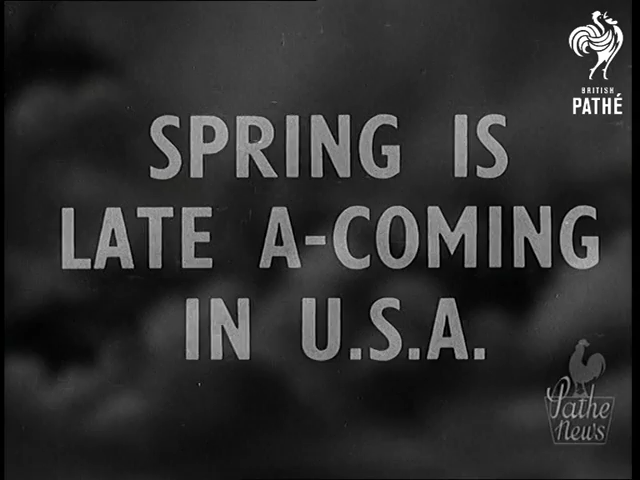 BRITISH
PATHÉ
SPRING IS
LATE A-COMING
IN U.S.A.
Pathe
News